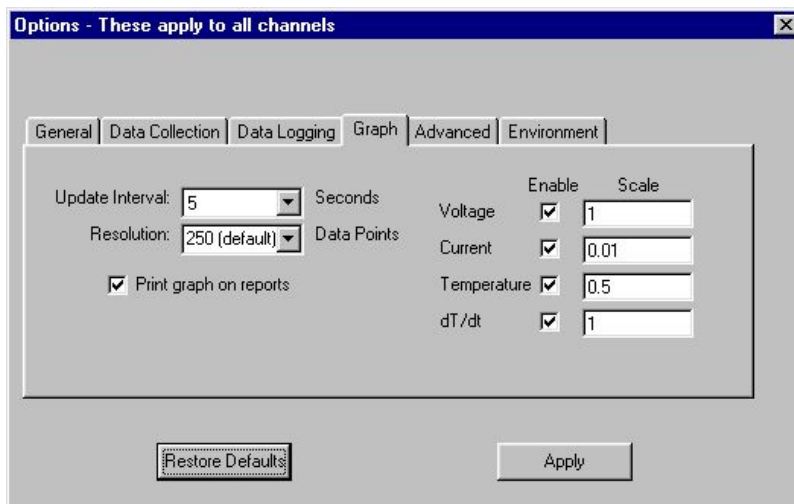 Options - These apply to all channels
General Data Collection Data Logging Graph Advanced Environment
Update Interval: 5 Seconds
Resolution: 250 (default) Data Points
Print graph on reports
Enable Scale
Voltage 1
Current 0.01
Temperature 0.5
dT/dt 1
Restore Defaults
Apply